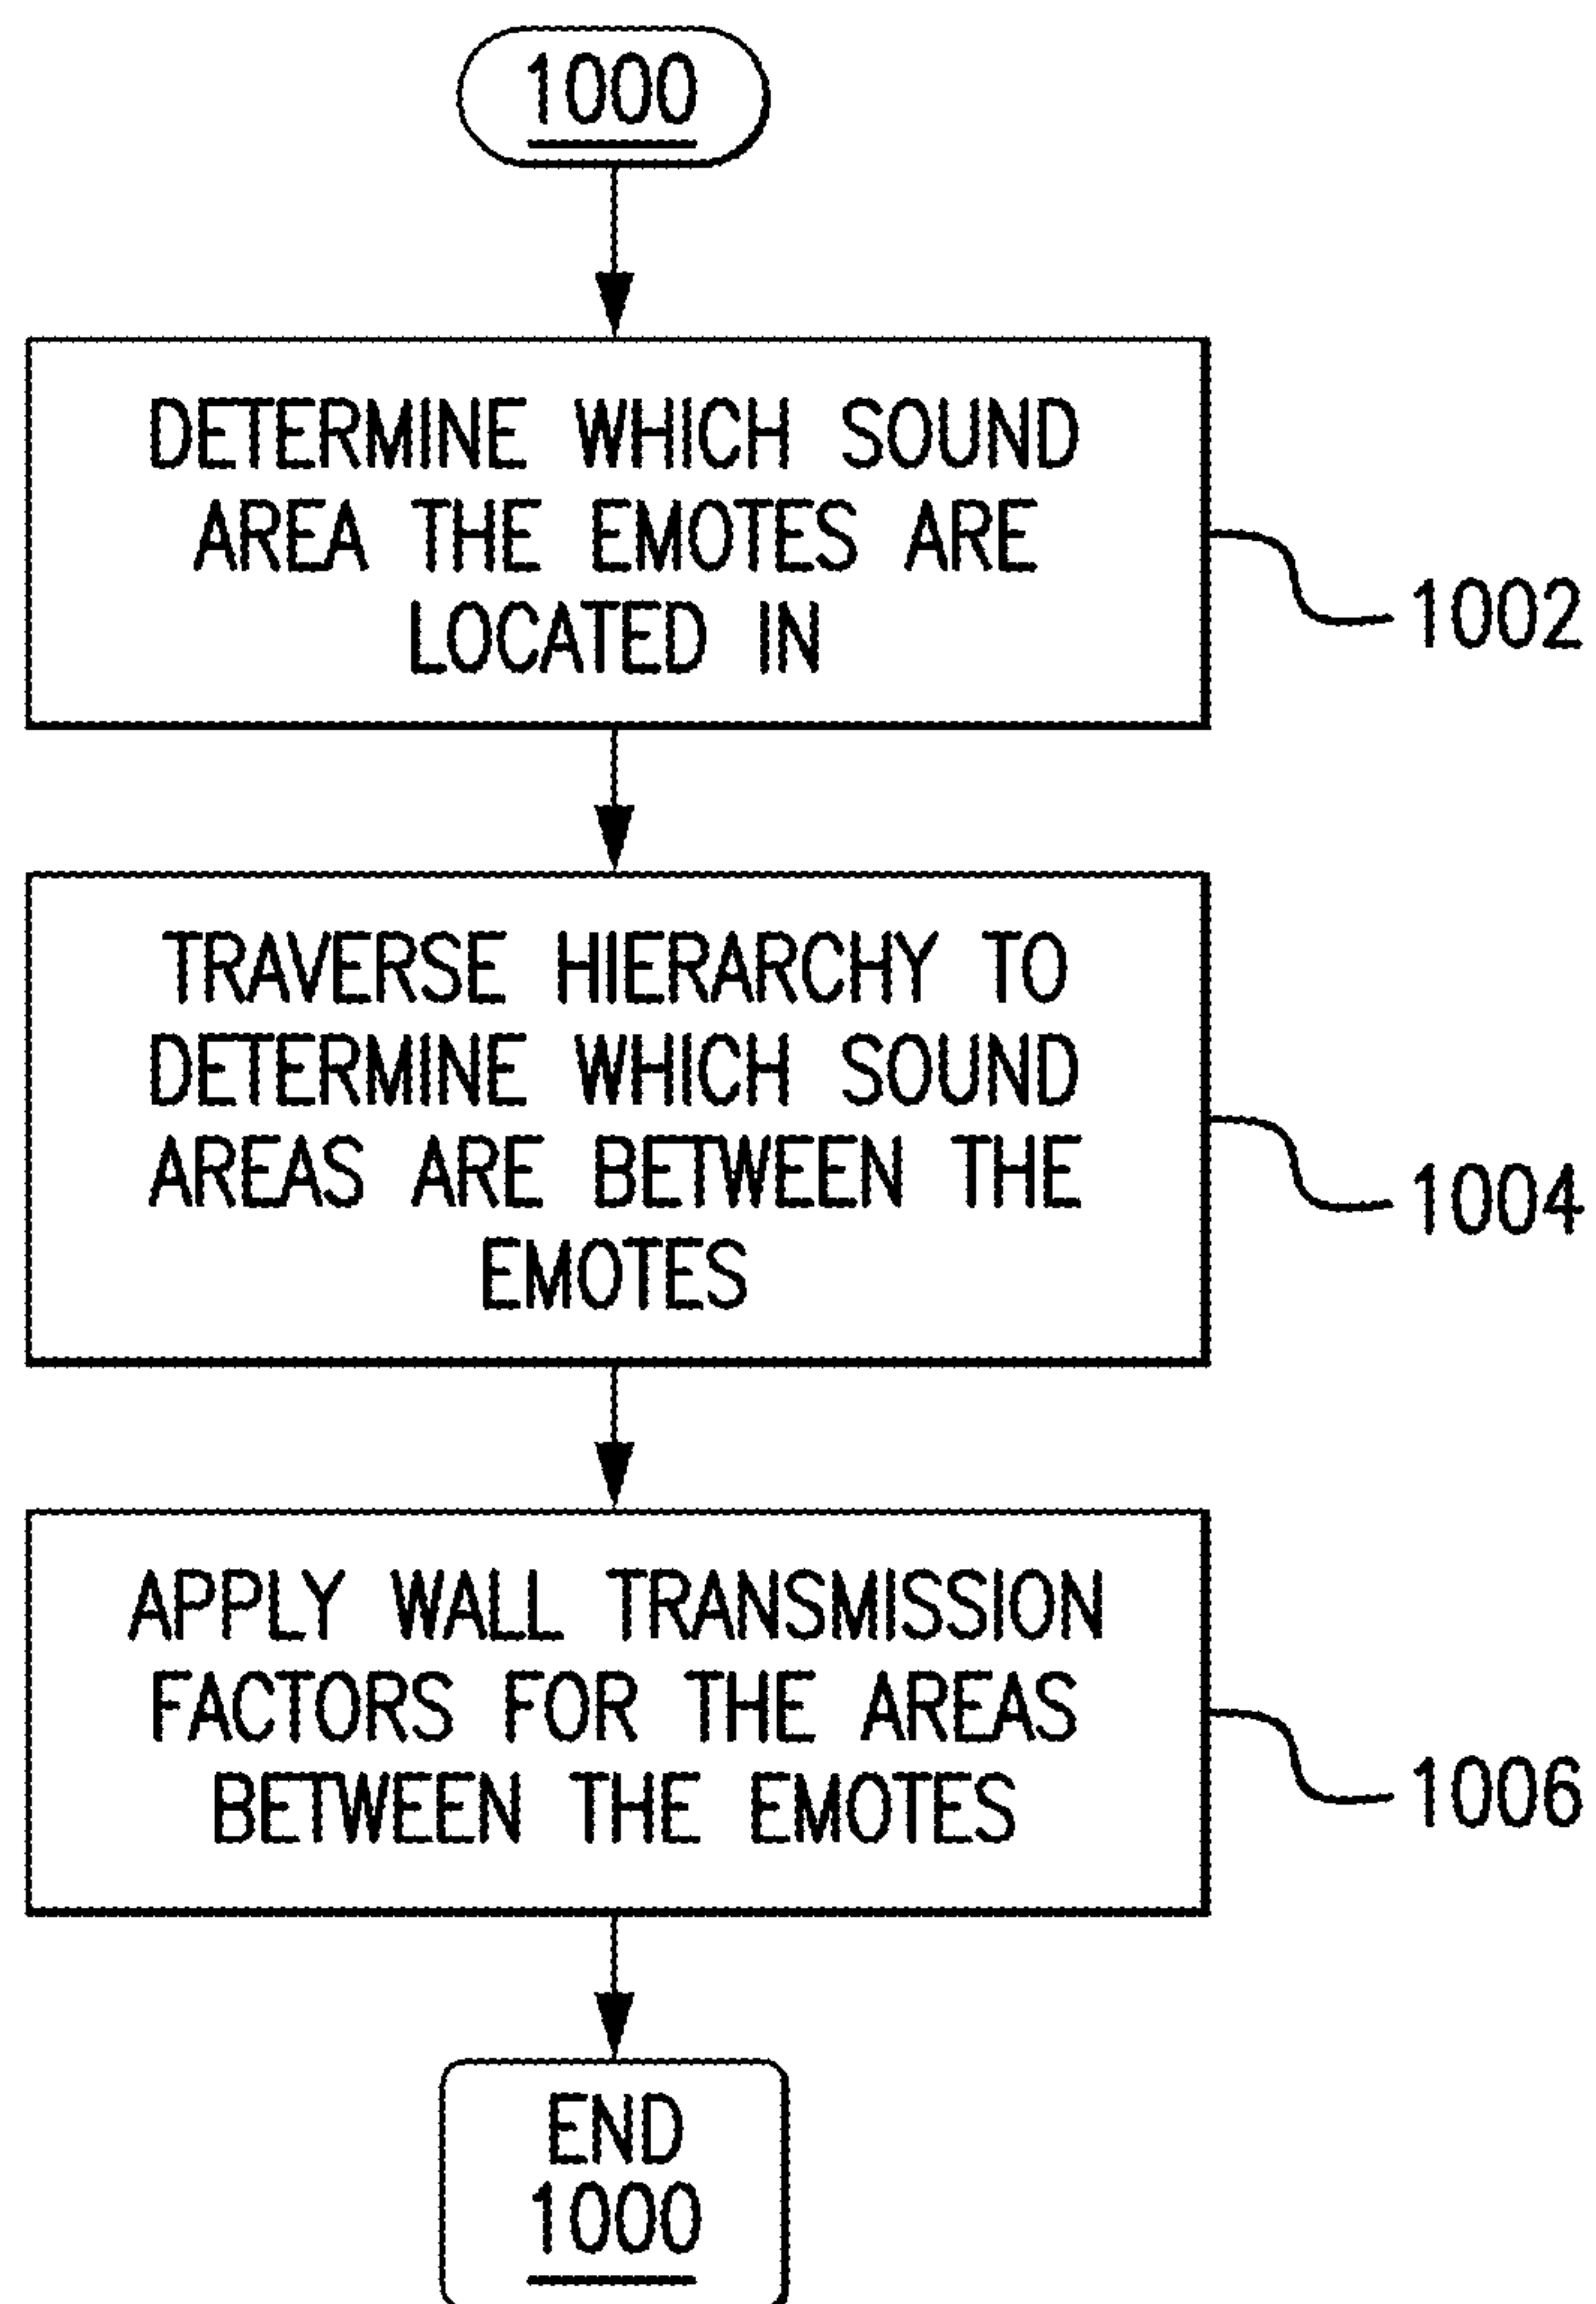 1000
DETERMINE WHICH SOUND
AREA THE EMOTES ARE
LOCATED IN
1002
TRAVERSE HIERARCHY TO
DETERMINE WHICH SOUND
AREAS ARE BETWEEN THE
EMOTES
1004
APPLY WALL TRANSMISSION
FACTORS FOR THE AREAS
BETWEEN THE EMOTES
1006
END
1000